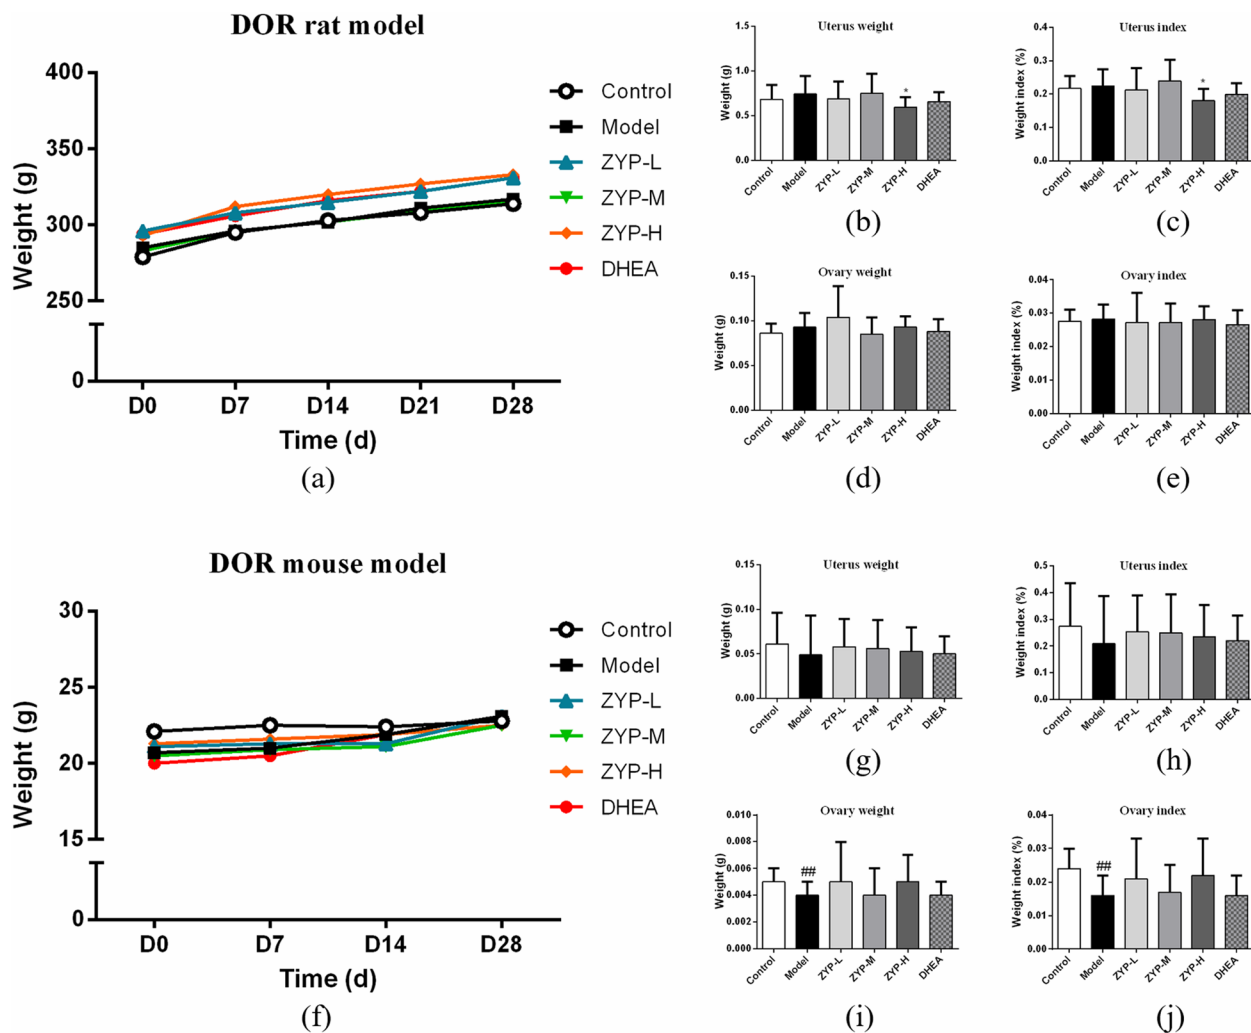 DOR rat model
400
350
300
250
0
Weight (g)
D0 D7 D14 D21 D28
Time (d)
Control
Model
ZYP-L
ZYP-M
ZYP-H
DHEA
(a)
Uterus weight
1.5
1.0
0.5
0.0
Weight (g)
Control Model ZYP-L ZYP-M ZYP-H DHEA
*
(b)
Uterus index
0.4
0.3
0.2
0.1
0.0
Weight index (%)
Control Model ZYP-L ZYP-M ZYP-H DHEA
*
(c)
Ovary weight
0.15
0.10
0.05
0.00
Weight (g)
Control Model ZYP-L ZYP-M ZYP-H DHEA
(d)
Ovary index
0.04
0.03
0.02
0.01
0.00
Weight index (%)
Control Model ZYP-L ZYP-M ZYP-H DHEA
(e)
DOR mouse model
30
25
20
15
0
Weight (g)
D0 D7 D14 D28
Time (d)
Control
Model
ZYP-L
ZYP-M
ZYP-H
DHEA
(f)
Uterus weight
0.15
0.10
0.05
0.00
Weight (g)
Control Model ZYP-L ZYP-M ZYP-H DHEA
(g)
Uterus index
0.5
0.4
0.3
0.2
0.1
0.0
Weight index (%)
Control Model ZYP-L ZYP-M ZYP-H DHEA
(h)
Ovary weight
0.010
0.008
0.006
0.004
0.002
0.000
Weight (g)
##
Control Model ZYP-L ZYP-M ZYP-H DHEA
(i)
Ovary index
0.04
0.03
0.02
0.01
0.00
Weight index (%)
##
Control Model ZYP-L ZYP-M ZYP-H DHEA
(j)